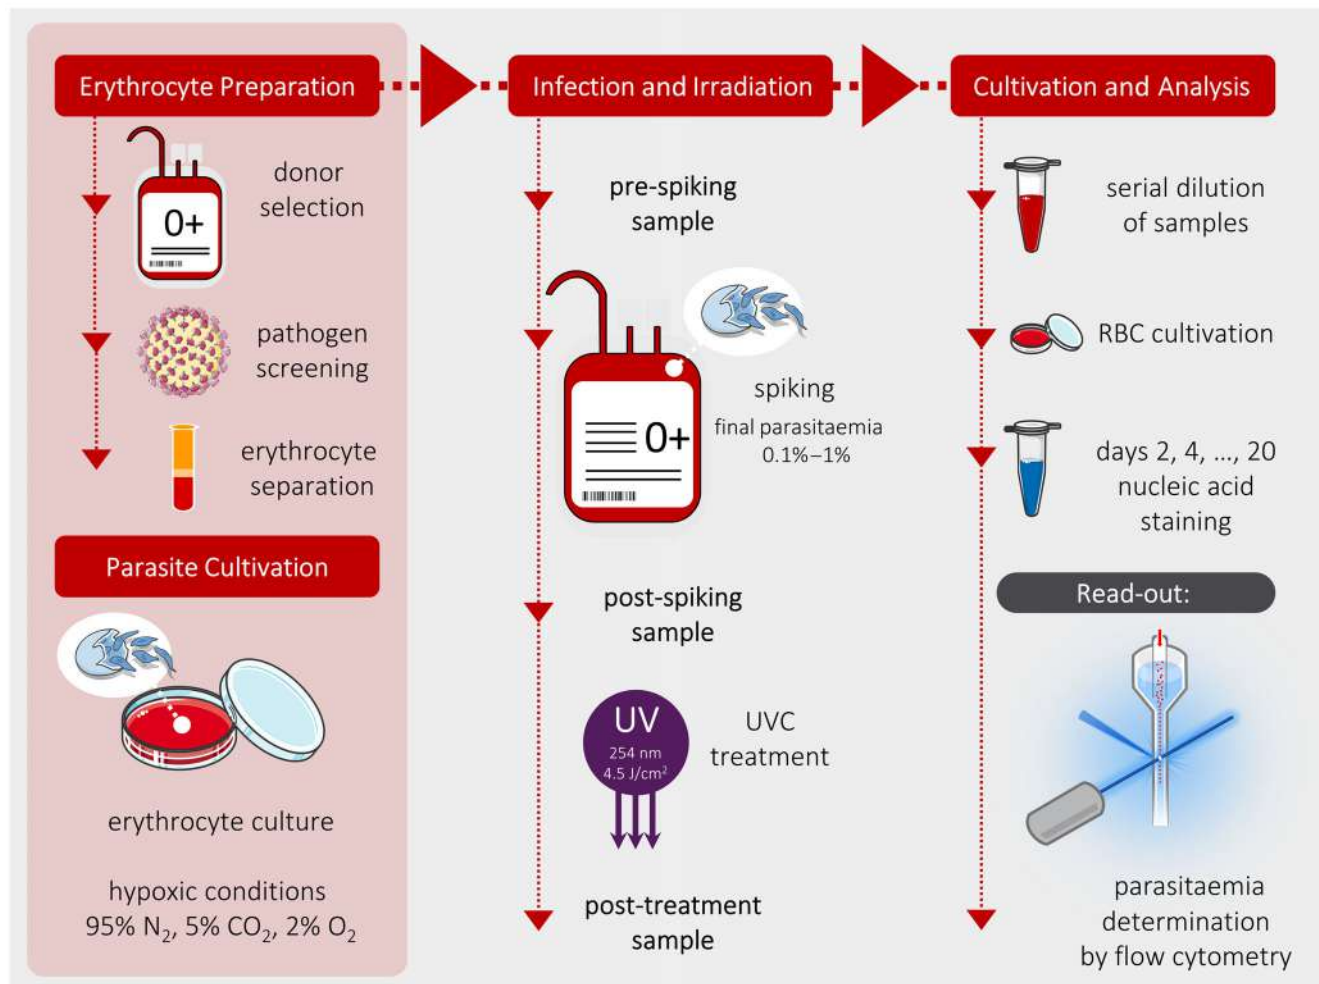 Erythrocyte Preparation
donor
selection
0+
pathogen
screening
erythrocyte
separation
Parasite Cultivation
erythrocyte culture
hypoxic conditions
95% N₂, 5% CO₂, 2% O₂
Infection and Irradiation
pre-spiking
sample
0+
spiking
final parasitaemia
0.1%–1%
post-spiking
sample
UV
254 nm
4.5 J/cm²
UVC
treatment
post-treatment
sample
Cultivation and Analysis
serial dilution
of samples
RBC cultivation
days 2, 4, ..., 20
nucleic acid
staining
Read-out:
parasitaemia
determination
by flow cytometry